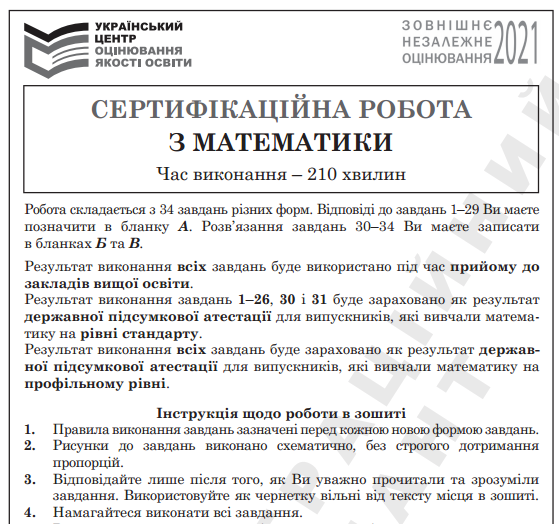 УКРАЇНСЬКИЙ
ЦЕНТР
ОЦІНЮВАННЯ
ЯКОСТІ ОСВІТИ
ЗОВНІШНЄ
НЕЗАЛЕЖНЕ
ОЦІНЮВАННЯ 2021
СЕРТИФІКАЦІЙНА РОБОТА
З МАТЕМАТИКИ
Час виконання – 210 хвилин
Робота складається з 34 завдань різних форм. Відповіді до завдань 1–29 Ви маєте
позначити в бланку А. Розв’язання завдань 30–34 Ви маєте записати
в бланках Б та В.
Результат виконання всіх завдань буде використано під час прийому до
закладів вищої освіти.
Результат виконання завдань 1–26, 30 і 31 буде зараховано як результат
державної підсумкової атестації для випускників, які вивчали матема-
тику на рівні стандарту.
Результат виконання всіх завдань буде зараховано як результат держав-
ної підсумкової атестації для випускників, які вивчали математику на
профільному рівні.
Інструкція щодо роботи в зошиті
1. Правила виконання завдань зазначені перед кожною новою формою завдань.
2. Рисунки до завдань виконано схематично, без строгого дотримання
пропорцій.
3. Відповідайте лише після того, як Ви уважно прочитали та зрозуміли
завдання. Використовуйте як чернетку вільні від тексту місця в зошиті.
4. Намагайтеся виконати всі завдання.